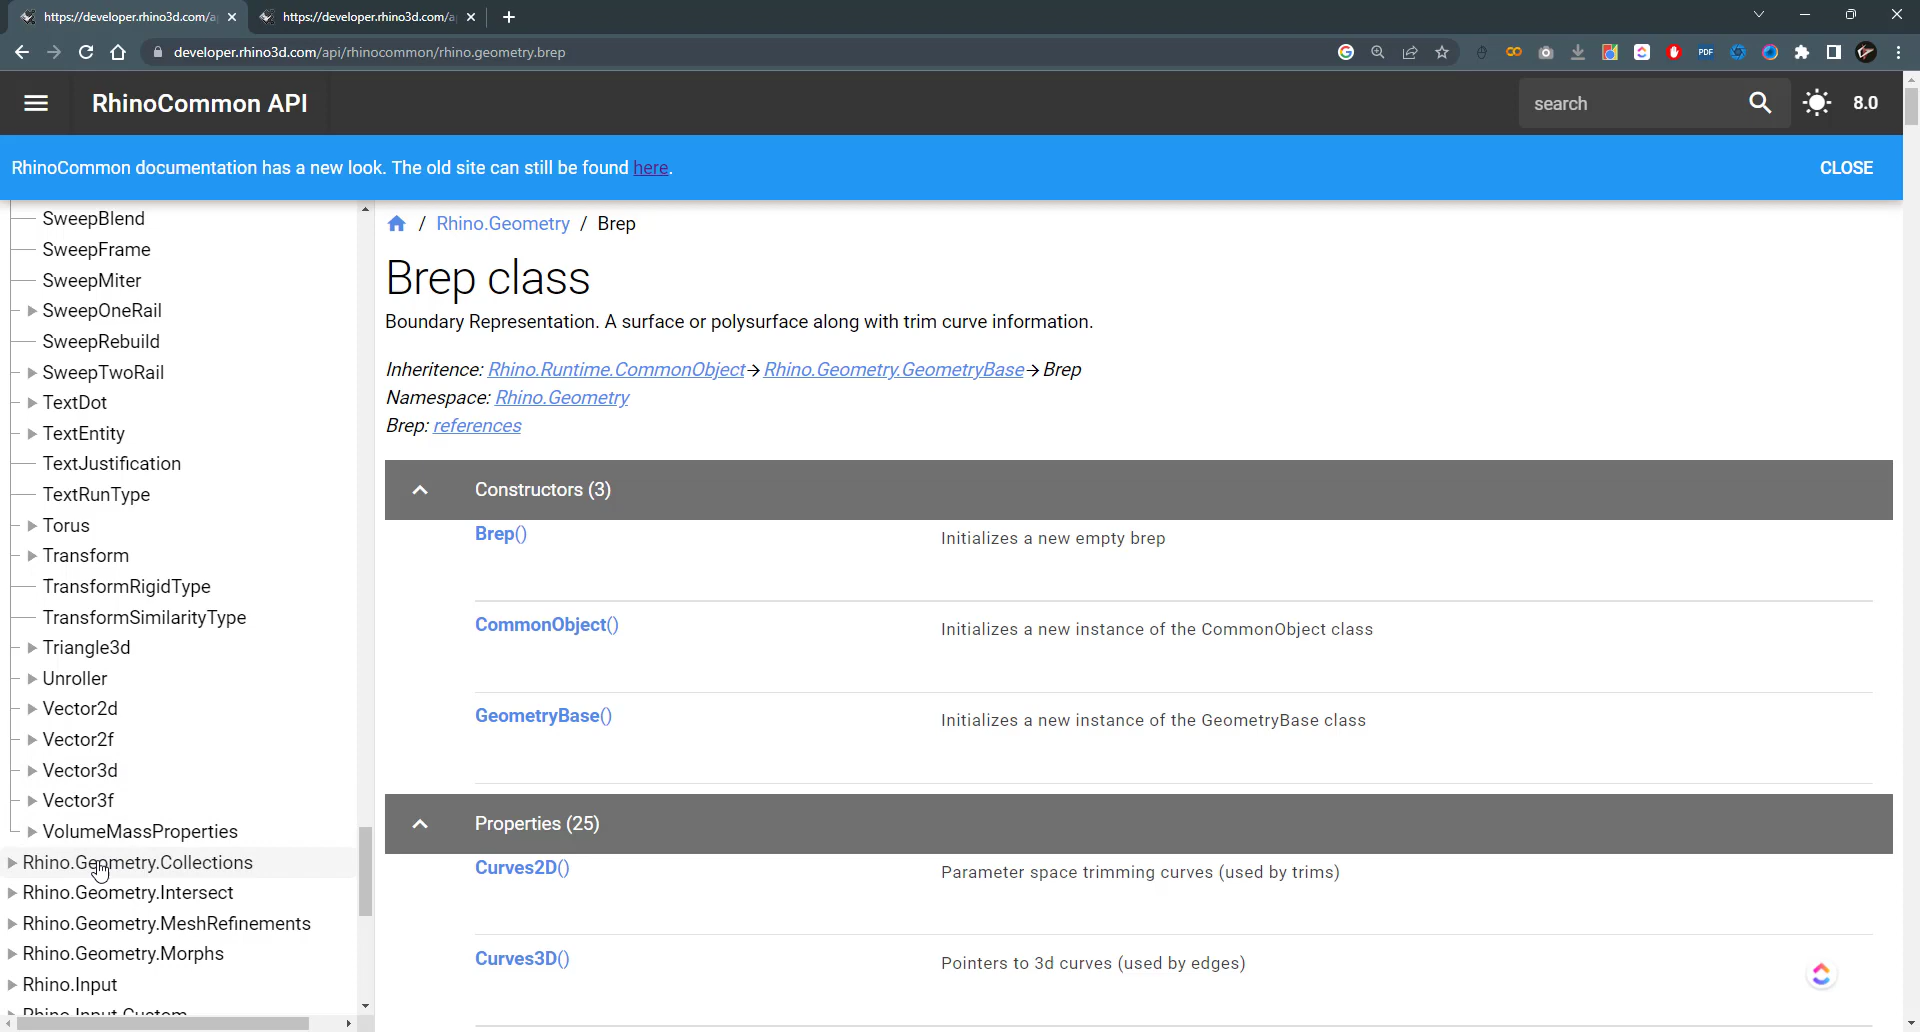 https://developer.rhino3d.com/a
https://developer.rhino3d.com/a
developer.rhino3d.com/api/rhinocommon/rhino.geometry.brep
PDF
RhinoCommon API
search
8.0
RhinoCommon documentation has a new look. The old site can still be found here.
CLOSE
SweepBlend
SweepFrame
SweepMiter
SweepOneRail
SweepRebuild
SweepTwoRail
TextDot
TextEntity
TextJustification
TextRunType
Torus
Transform
TransformRigidType
TransformSimilarityType
Triangle3d
Unroller
Vector2d
Vector2f
Vector3d
Vector3f
VolumeMassProperties
Rhino.Geometry.Collections
Rhino.Geometry.Intersect
Rhino.Geometry.MeshRefinements
Rhino.Geometry.Morphs
Rhino.Input
Rhino.Input.Custom
/ Rhino.Geometry / Brep
Brep class
Boundary Representation. A surface or polysurface along with trim curve information.
Inheritence: Rhino.Runtime.CommonObject→Rhino.Geometry.GeometryBase→Brep
Namespace: Rhino.Geometry
Brep: references
Constructors (3)
Brep()
Initializes a new empty brep
CommonObject()
Initializes a new instance of the CommonObject class
GeometryBase()
Initializes a new instance of the GeometryBase class
Properties (25)
Curves2D()
Parameter space trimming curves (used by trims)
Curves3D()
Pointers to 3d curves (used by edges)